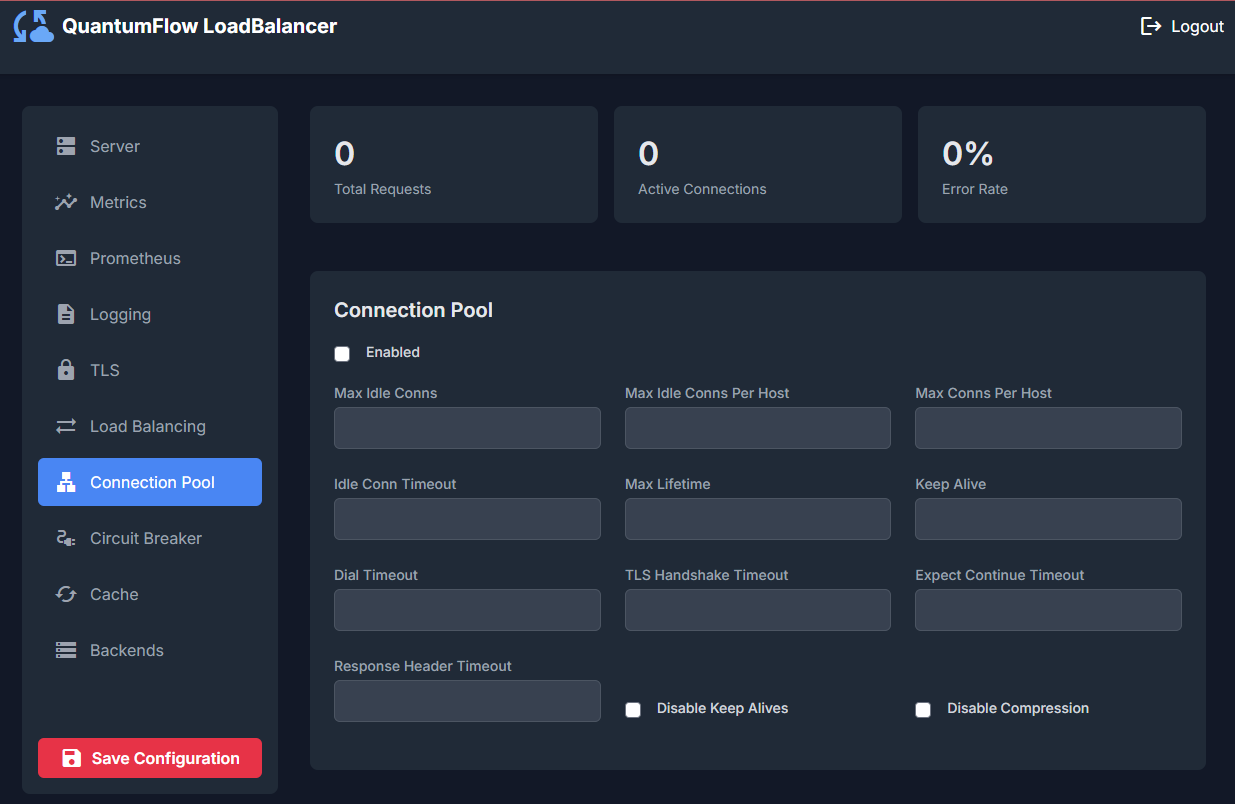 QuantumFlow LoadBalancer
Logout
Server
Metrics
Prometheus
Logging
TLS
Load Balancing
Connection Pool
Circuit Breaker
Cache
Backends
Save Configuration
0
Total Requests
0
Active Connections
0%
Error Rate
Connection Pool
Enabled
Max Idle Conns
Max Idle Conns Per Host
Max Conns Per Host
Idle Conn Timeout
Max Lifetime
Keep Alive
Dial Timeout
TLS Handshake Timeout
Expect Continue Timeout
Response Header Timeout
Disable Keep Alives
Disable Compression